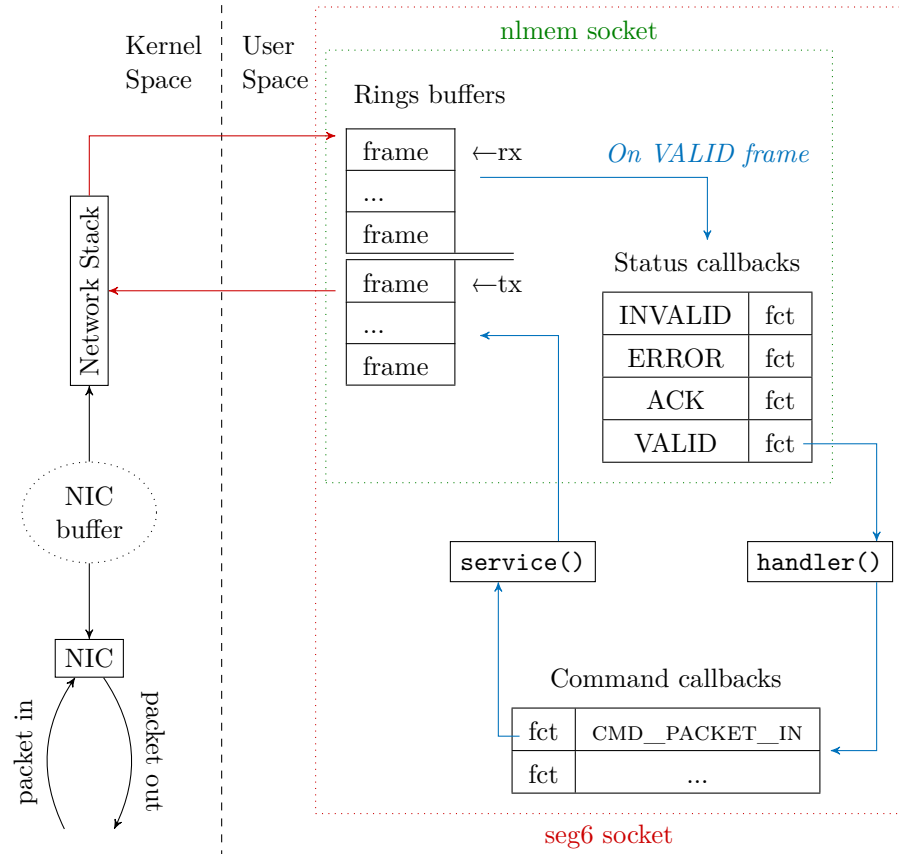 Kernel
Space
User
Space
nlmem socket
Rings buffers
frame
←rx
...
frame
frame
←tx
...
frame
On VALID frame
Status callbacks
INVALID fct
ERROR fct
ACK fct
VALID fct
Network Stack
NIC
buffer
NIC
packet in
packet out
service()
handler()
Command callbacks
fct CMD__PACKET__IN
fct ...
seg6 socket